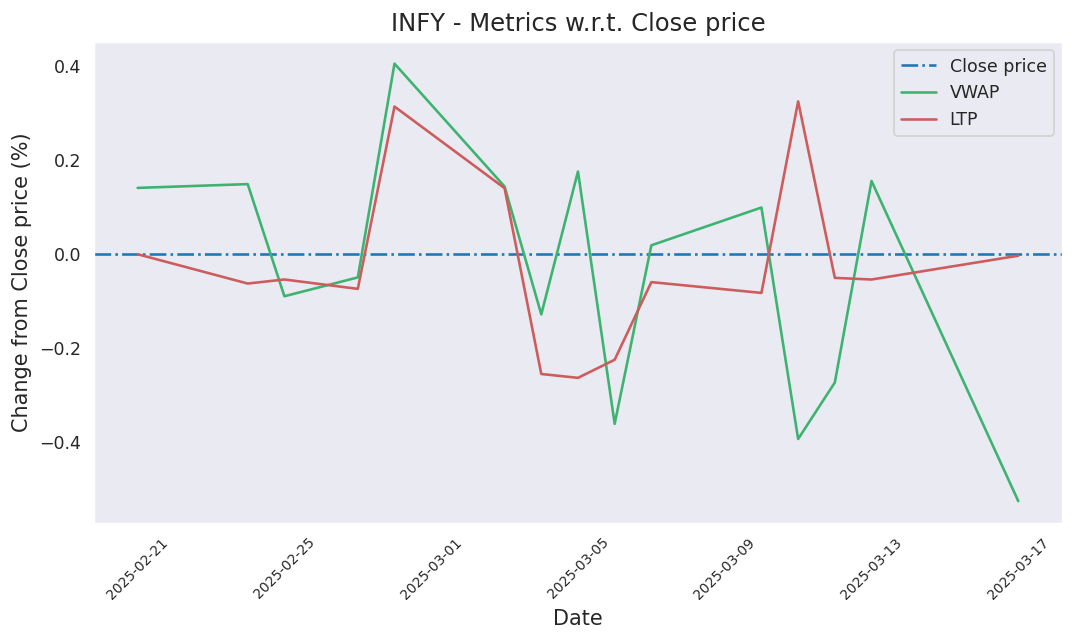 INFY - Metrics w.r.t. Close price
Close price
VWAP
LTP
Change from Close price (%)
0.4
0.2
0.0
−0.2
−0.4
2025-02-21
2025-02-25
2025-03-01
2025-03-05
2025-03-09
2025-03-13
2025-03-17
Date